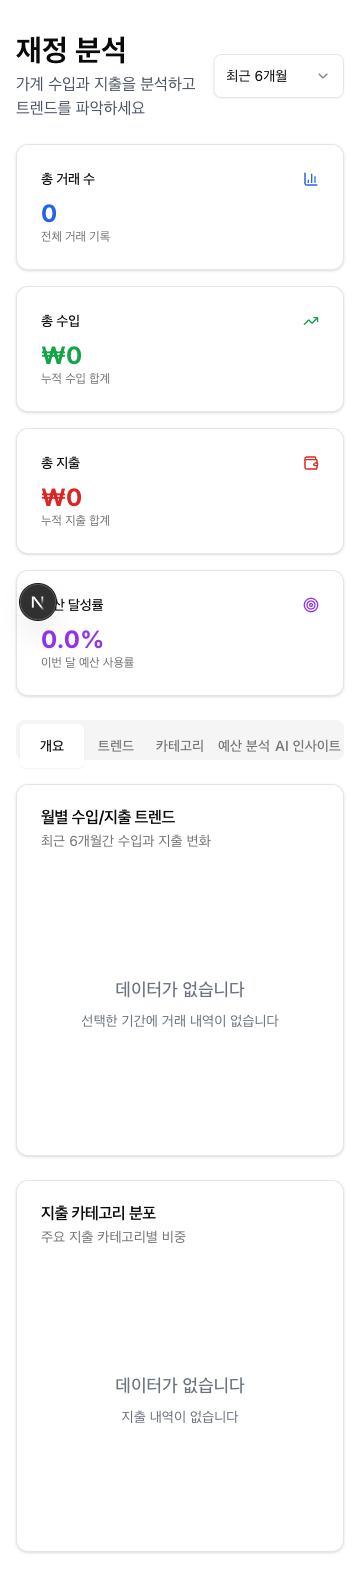 재정 분석
가계 수입과 지출을 분석하고
트렌드를 파악하세요
최근 6개월
총 거래 수
0
전체 거래 기록
총 수입
₩0
누적 수입 합계
총 지출
₩0
누적 지출 합계
N
산 달성률
0.0%
이번 달 예산 사용률
개요 트렌드 카테고리 예산 분석 AI 인사이트
월별 수입/지출 트렌드
최근 6개월간 수입과 지출 변화
데이터가 없습니다
선택한 기간에 거래 내역이 없습니다
지출 카테고리 분포
주요 지출 카테고리별 비중
데이터가 없습니다
지출 내역이 없습니다